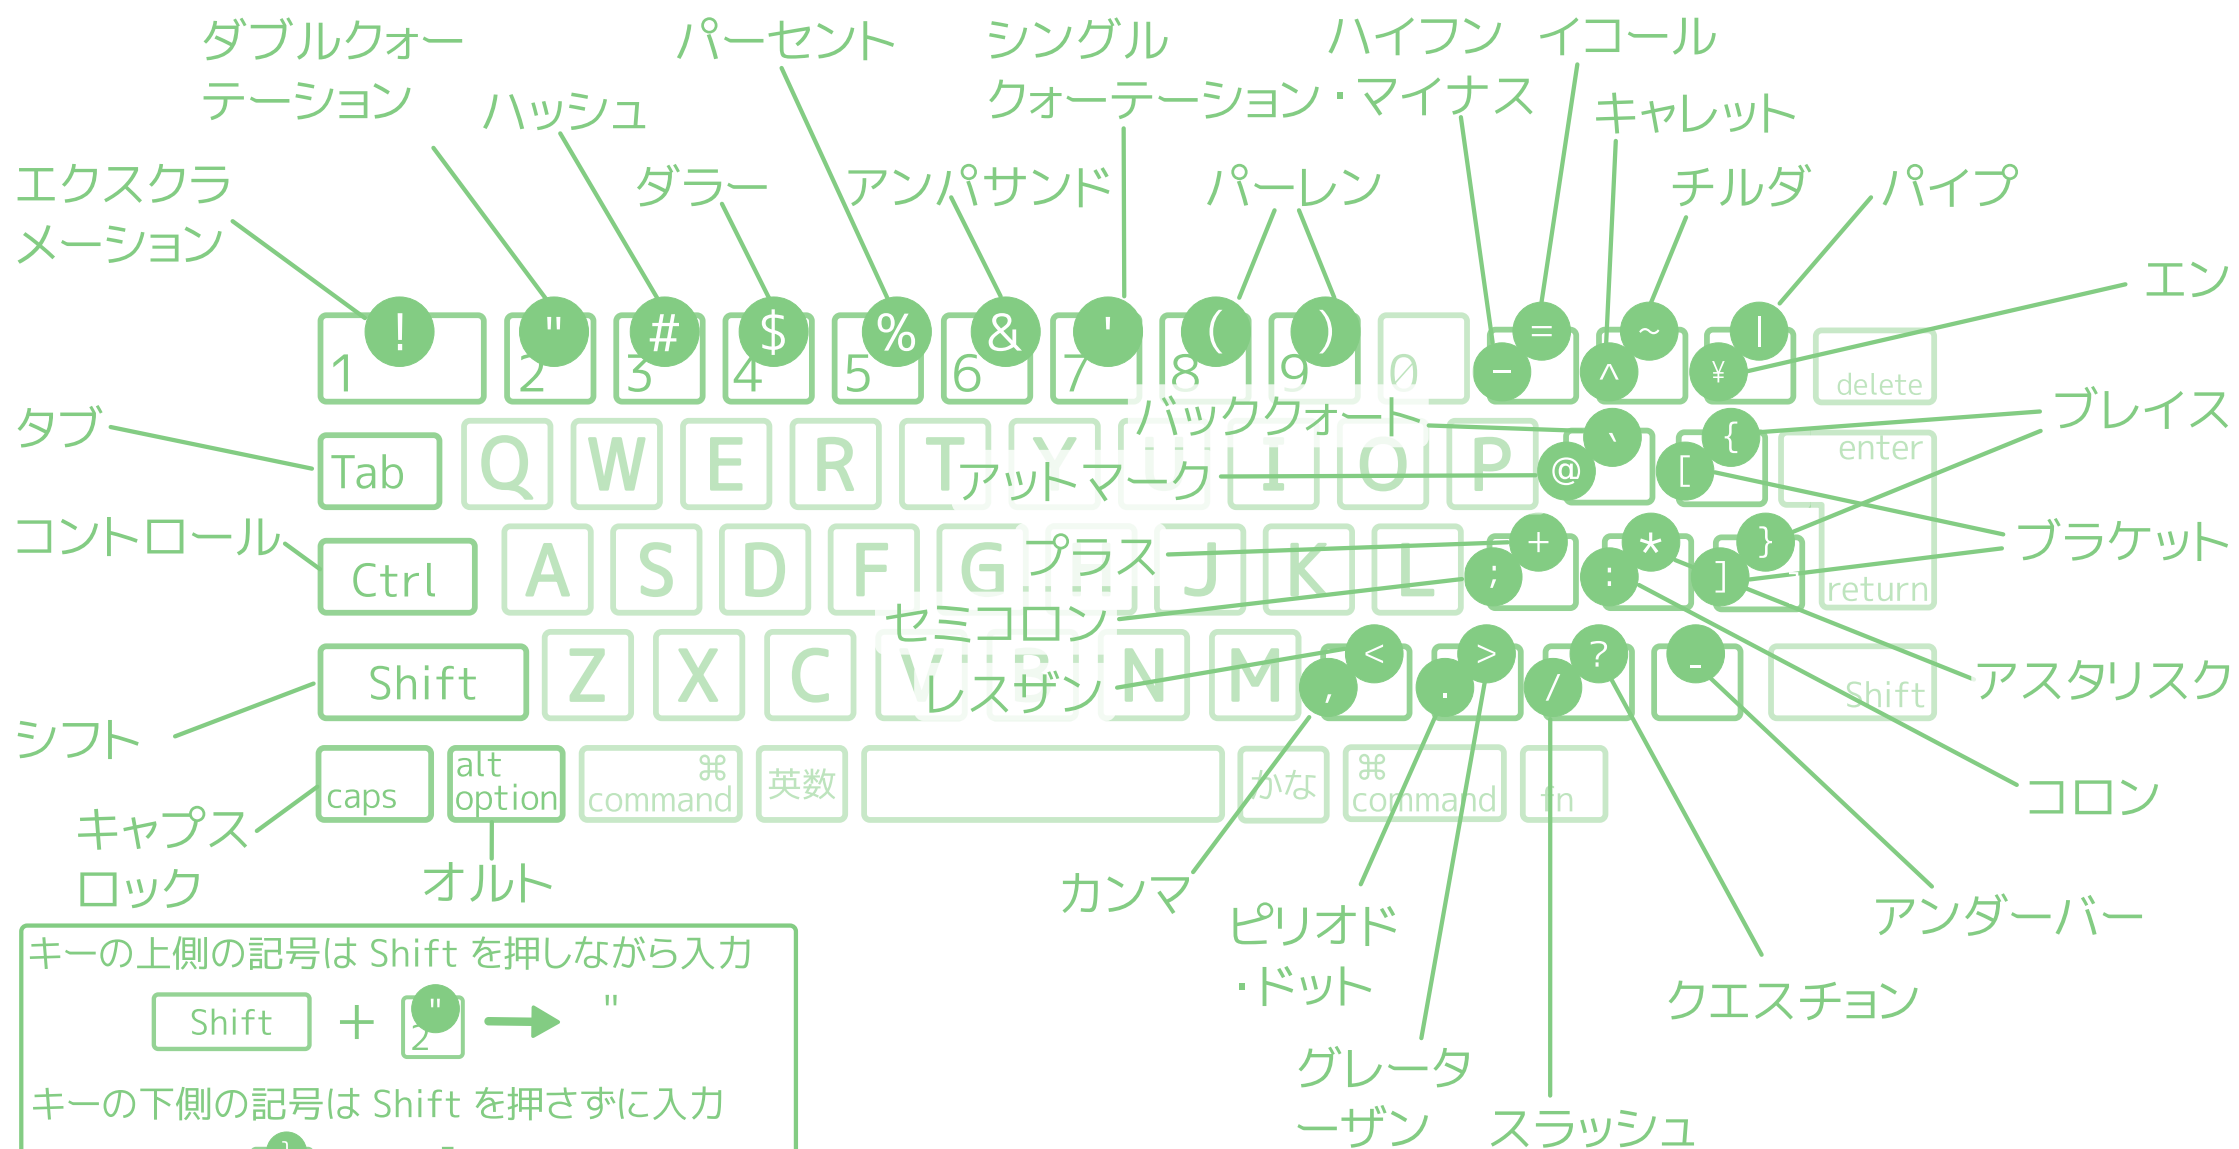 ダブルクォー
テーション
ハッシュ
パーセント
シングル
クォーテーション
ハイフン
・マイナス
イコール
キャレット
エクスクラ
メーション
ダラー
アンパサンド
パーレン
チルダ
パイプ
エン
! " # $ % & ' ( ) = ~ |
1 2 3 4 5 6 7 8 9 0 - ^ ¥ delete
タブ
バッククォート
ブレイス
Tab Q W E R T Y U I O P @ ` [ { enter
アットマーク
コントロール
ブラケット
Ctrl A S D F G H J K L ; + : * ] } return
プラス
セミコロン
アスタリスク
Shift Z X C V B N M , < . > / ? _ Shift
レスザン
シフト
caps
alt
option
⌘
command
英数
かな
⌘
command
fn
コロン
キャプス
ロック
オルト
カンマ
ピリオド
・ドット
アンダーバー
クエスチョン
グレータ
ーザン
スラッシュ
キーの上側の記号は Shift を押しながら入力
Shift + " 2 → "
キーの下側の記号は Shift を押さずに入力